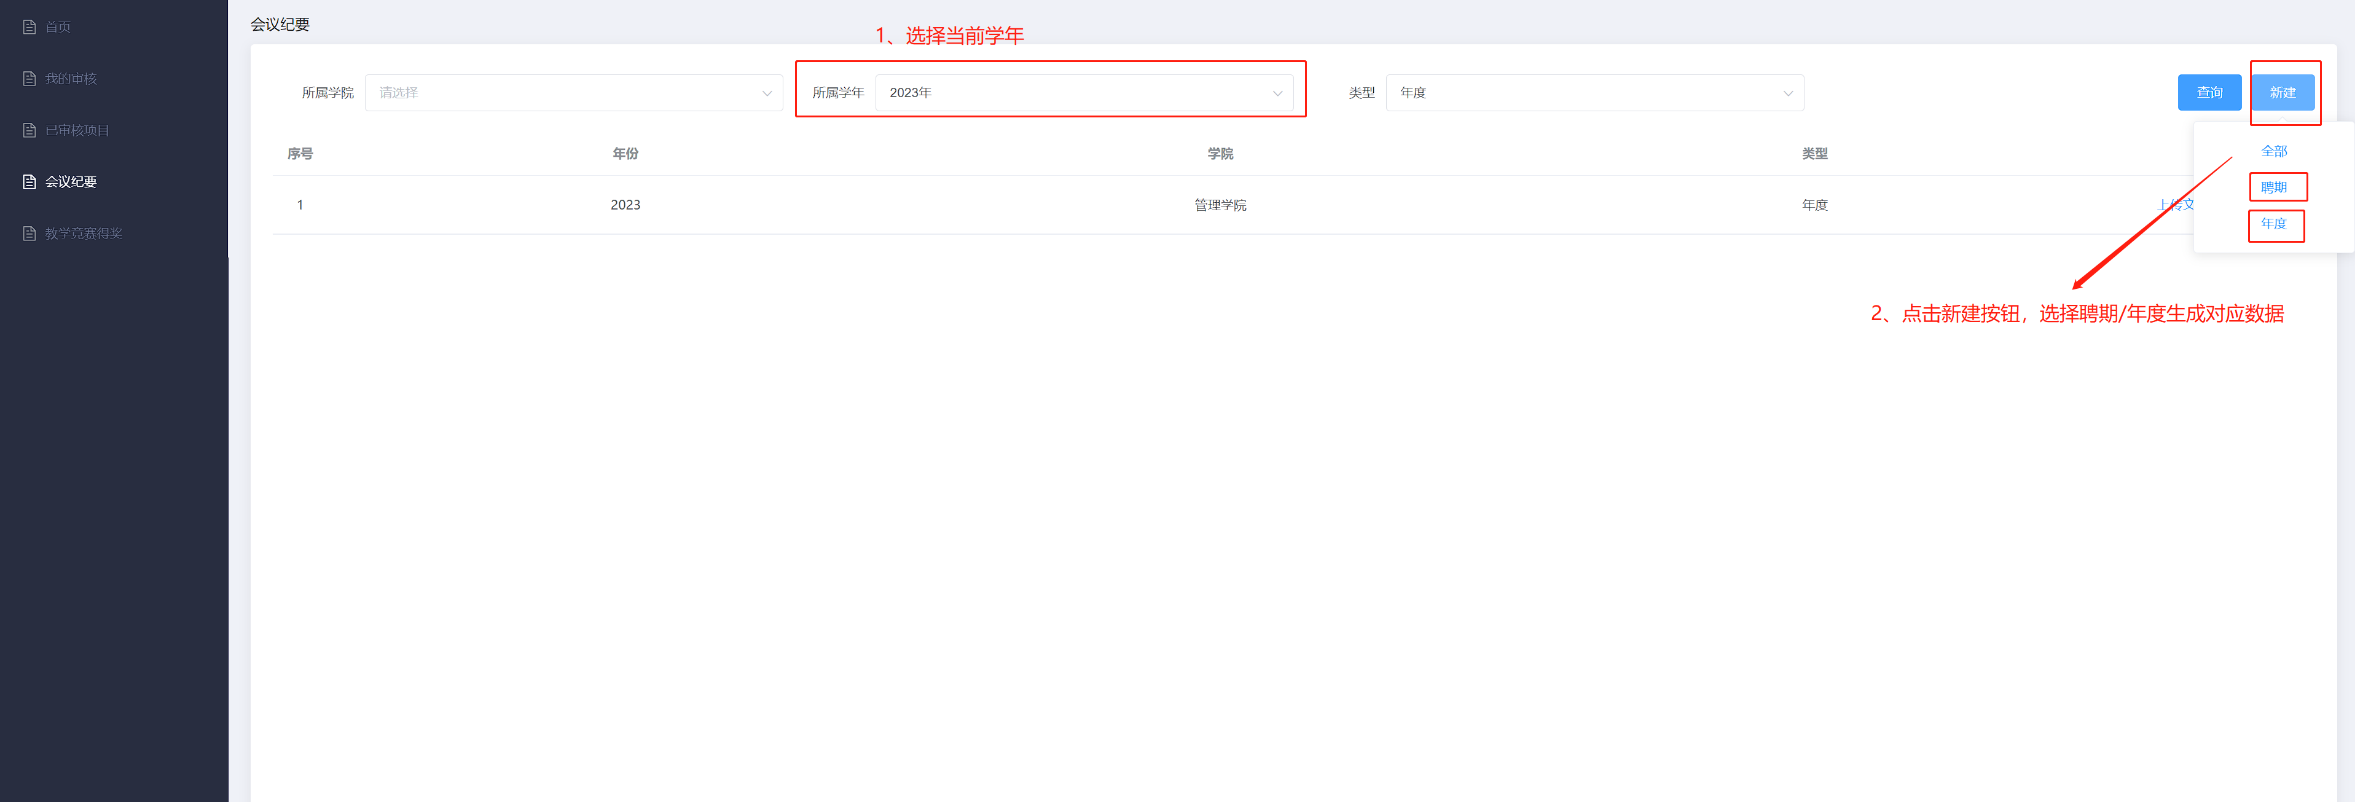 首页
我的审核
已审核项目
会议纪要
教学竞赛得奖
会议纪要
1、选择当前学年
所属学院 请选择 所属学年 2023年 类型 年度 查询 新建
序号 年份 学院 类型
1 2023 管理学院 年度 上传文
全部
聘期
年度
2、点击新建按钮，选择聘期/年度生成对应数据